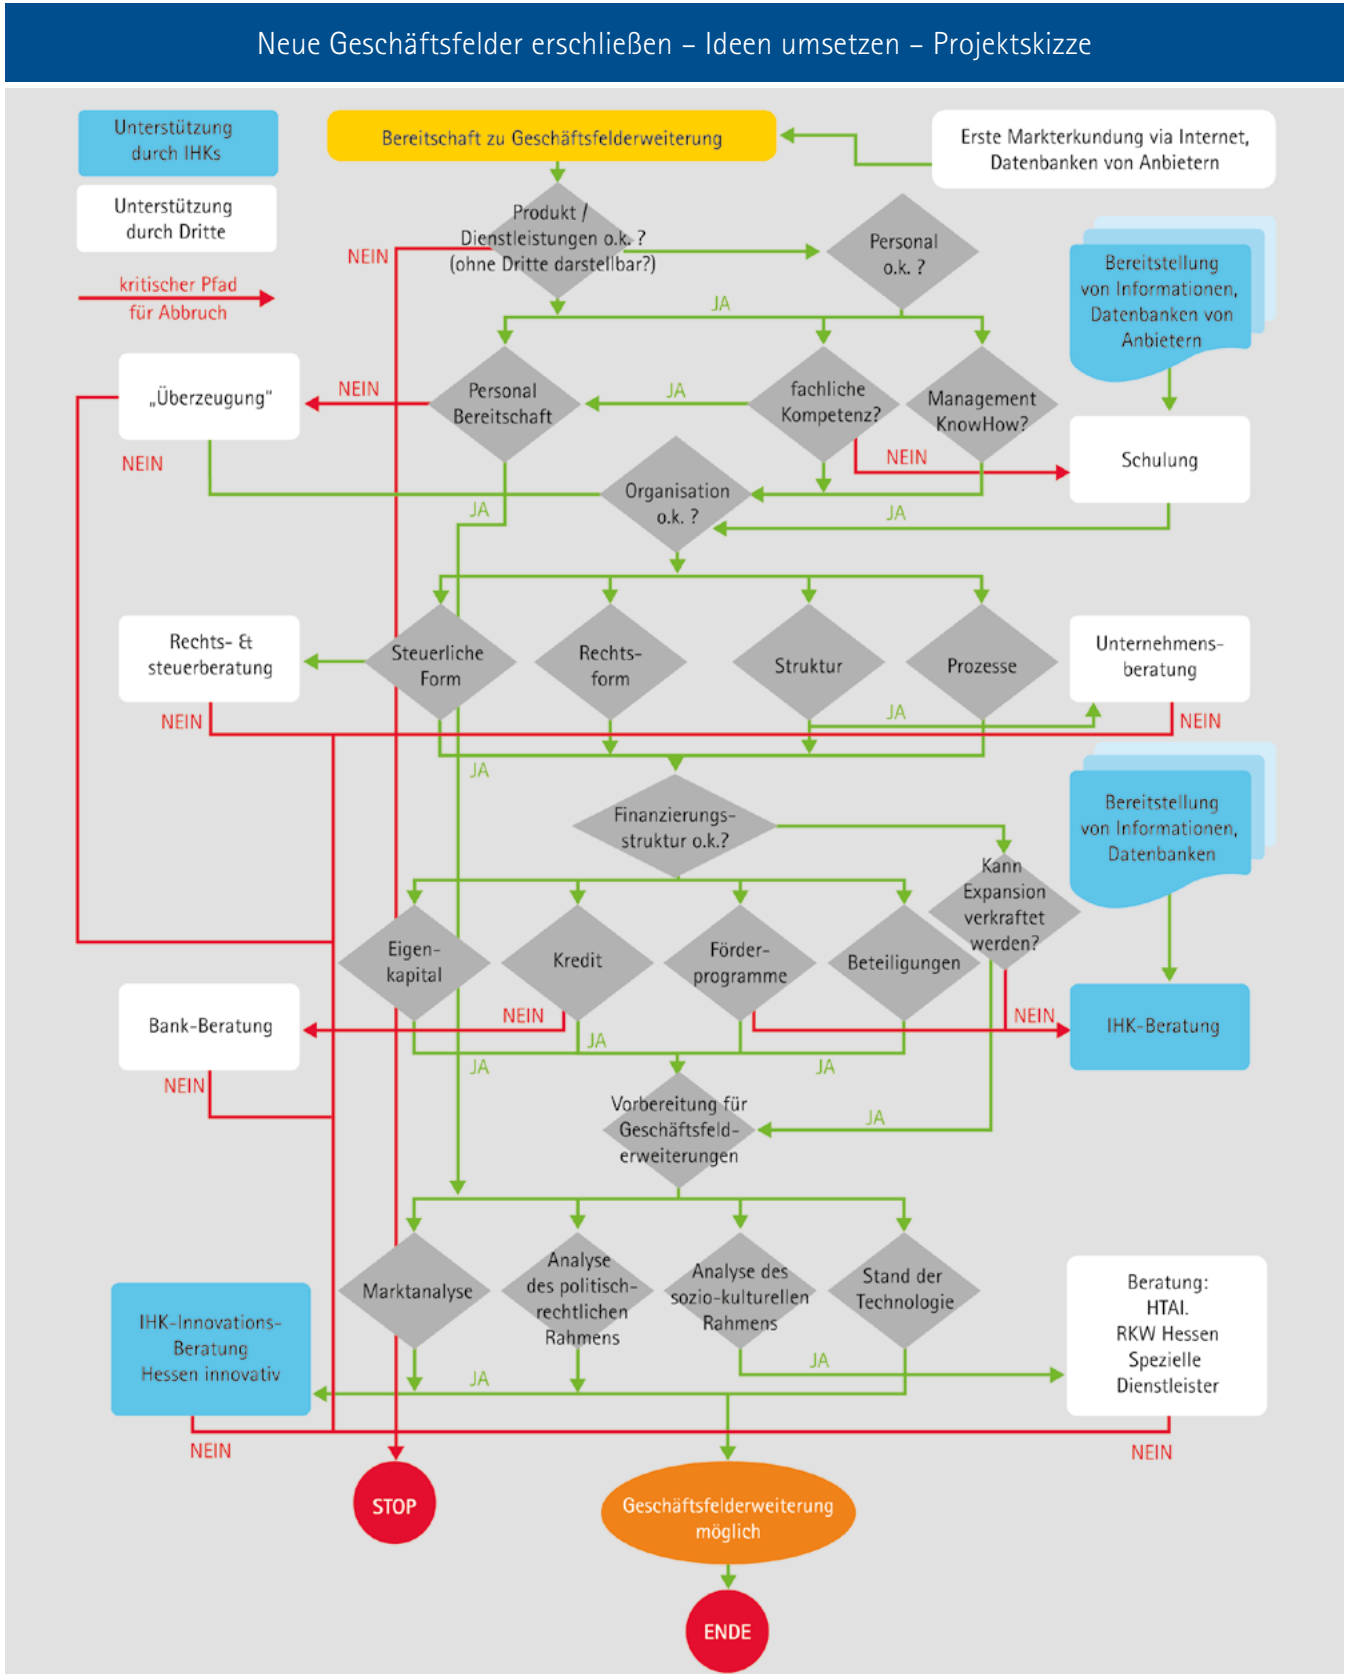 Neue Geschäftsfelder erschließen – Ideen umsetzen – Projektskizze
Unterstützung
durch IHKs
Bereitschaft zu Geschäftsfelderweiterung
Erste Markterkundung via Internet,
Datenbanken von Anbietern
Unterstützung
durch Dritte
kritischer Pfad
für Abbruch
Produkt /
Dienstleistungen o.k. ?
(ohne Dritte darstellbar?)
NEIN
Personal
o.k. ?
JA
Bereitstellung
von Informationen,
Datenbanken von
Anbietern
„Überzeugung“
NEIN
NEIN
Personal
Bereitschaft
JA
fachliche
Kompetenz?
Management
KnowHow?
NEIN
Schulung
Organisation
o.k. ?
JA
JA
Rechts- &
steuerberatung
NEIN
Steuerliche
Form
Rechts-
form
Struktur
Prozesse
Unternehmens-
beratung
JA
NEIN
JA
Finanzierungs-
struktur o.k.?
Kann
Expansion
verkraftet
werden?
Bereitstellung
von Informationen,
Datenbanken
Eigen-
kapital
Kredit
Förder-
programme
Beteiligungen
Bank-Beratung
NEIN
NEIN
NEIN
IHK-Beratung
JA
JA
JA
Vorbereitung für
Geschäftsfeld-
erweiterungen
JA
Marktanalyse
Analyse
des politisch-
rechtlichen
Rahmens
Analyse des
sozio-kulturellen
Rahmens
Stand der
Technologie
IHK-Innovations-
Beratung
Hessen innovativ
Beratung:
HTAI.
RKW Hessen
Spezielle
Dienstleister
JA
JA
NEIN
NEIN
STOP
Geschäftsfelderweiterung
möglich
ENDE